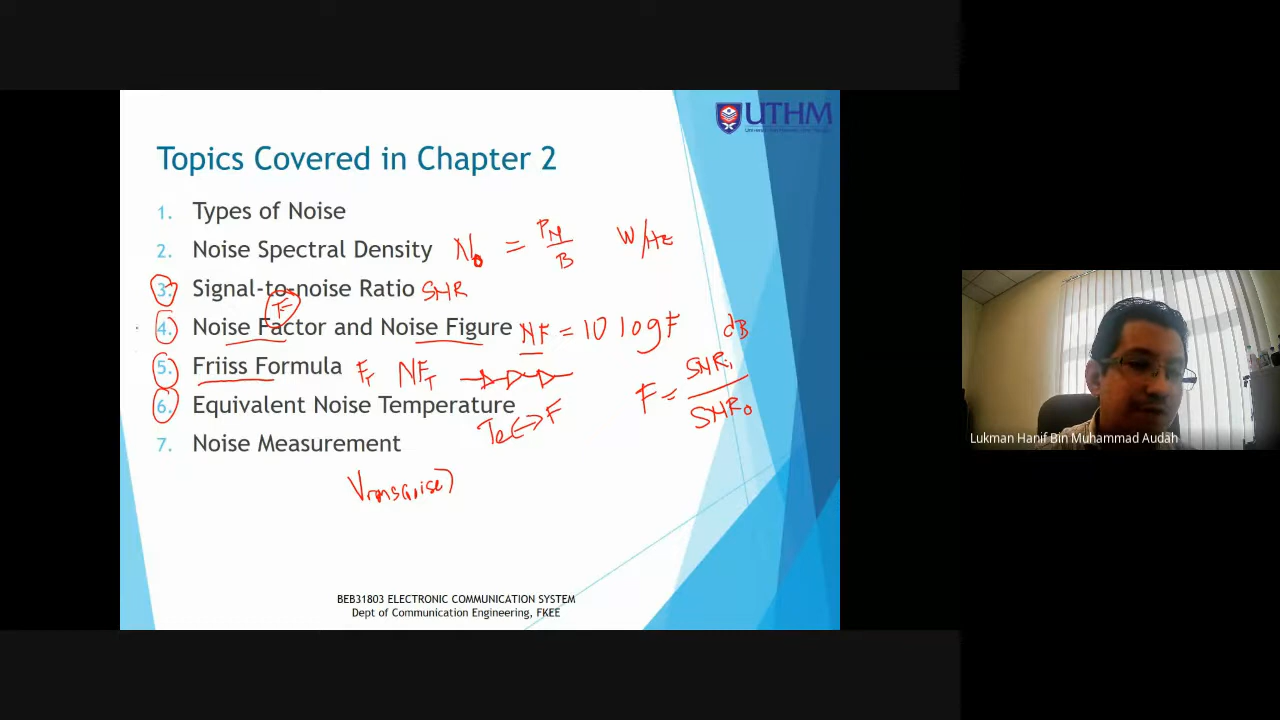 UTHM
Topics Covered in Chapter 2
1. Types of Noise
2. Noise Spectral Density N₀ = P_N / B W/Hz
3. Signal-to-noise Ratio SNR
F
4. Noise Factor and Noise Figure NF = 10 log F dB
5. Friiss Formula F_T NF_T
F = SNRi / SNRo
6. Equivalent Noise Temperature
Te ↔ F
7. Noise Measurement
Vrms(noise)
BEB31803 ELECTRONIC COMMUNICATION SYSTEM
Dept of Communication Engineering, FKEE
Lukman Hanif Bin Muhammad Audah